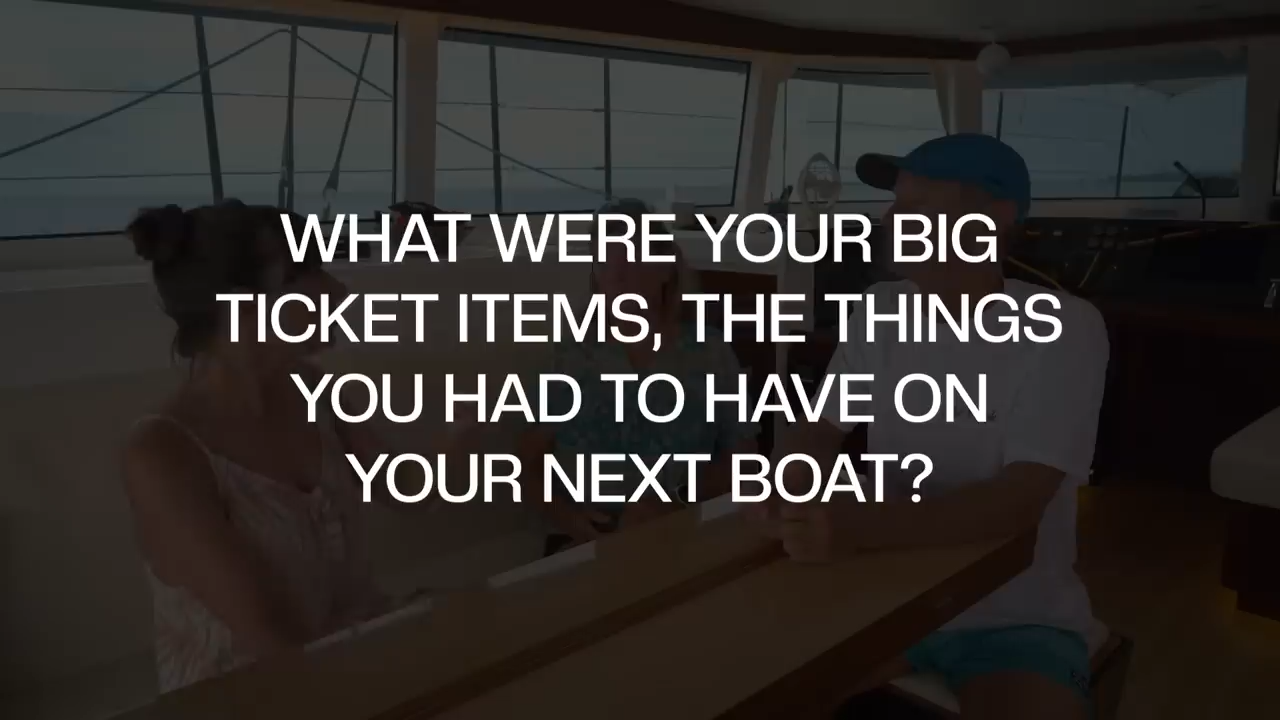 WHAT WERE YOUR BIG
TICKET ITEMS, THE THINGS
YOU HAD TO HAVE ON
YOUR NEXT BOAT?